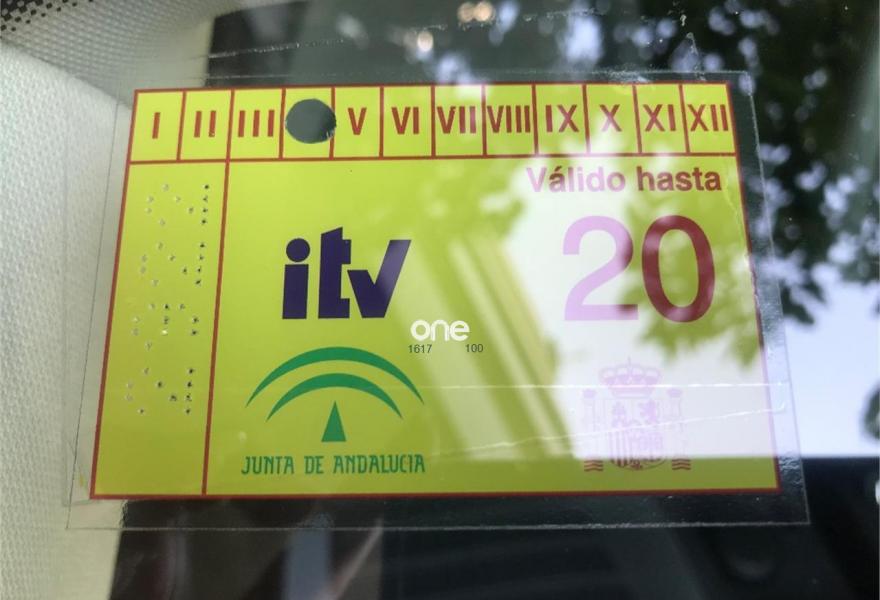 I II III V VI VII VIII IX X XI XII
Válido hasta
20
itv
one
1617 100
JUNTA DE ANDALUCIA